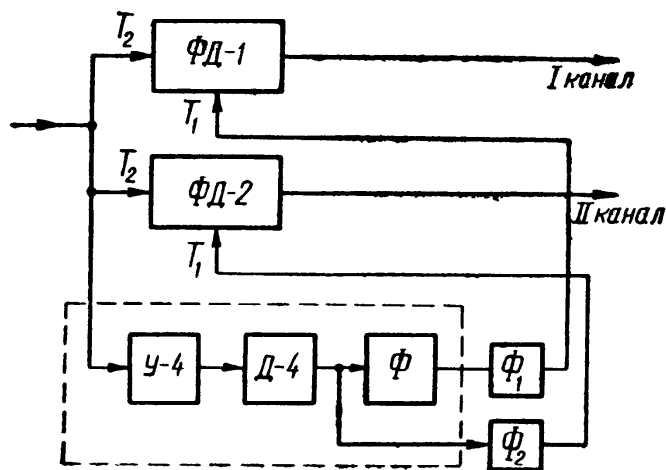 T₂
ФД-1
I канал
T₁
T₂
ФД-2
II канал
T₁
У-4
Д-4
Ф
Ф₁
Ф₂